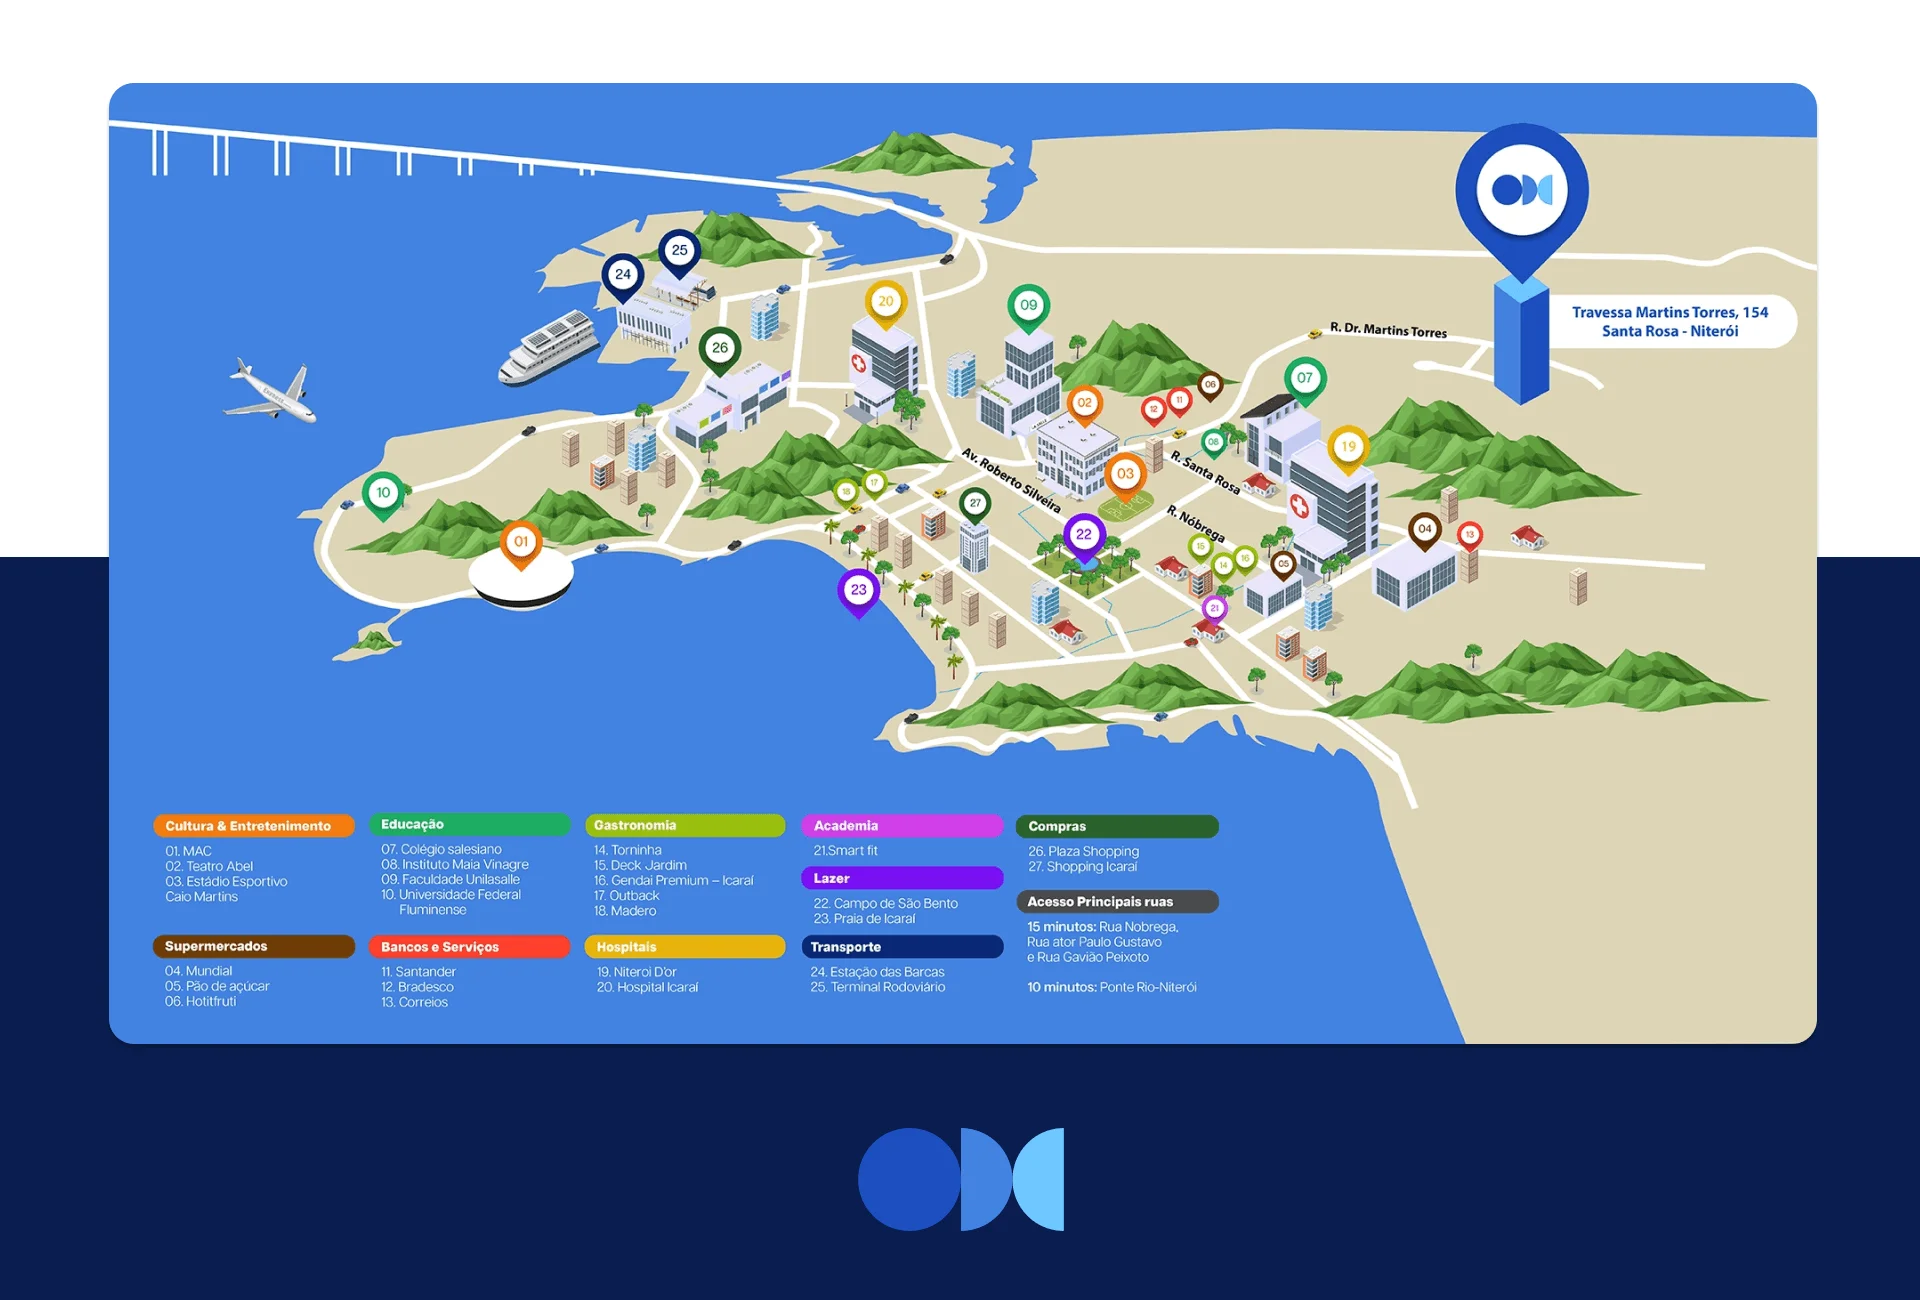 25
24
20
09
26
R. Dr. Martins Torres
Travessa Martins Torres, 154
Santa Rosa - Niterói
07
06
11
12
02
08
19
Av. Roberto Silveira
R. Santa Rosa
03
10
18
17
27
R. Nóbrega
01
22
15
16
14
05
04
13
23
21
Cultura & Entretenimento
01. MAC
02. Teatro Abel
03. Estádio Esportivo
Caio Martins
Educação
07. Colégio salesiano
08. Instituto Maia Vinagre
09. Faculdade Unilasalle
10. Universidade Federal
Fluminense
Gastronomia
14. Torninha
15. Deck Jardim
16. Gendai Premium – Icaraí
17. Outback
18. Madero
Academia
21.Smart fit
Lazer
22. Campo de São Bento
23. Praia de Icaraí
Compras
26. Plaza Shopping
27. Shopping Icaraí
Acesso Principais ruas
15 minutos: Rua Nobrega,
Rua ator Paulo Gustavo
e Rua Gavião Peixoto
10 minutos: Ponte Rio-Niterói
Supermercados
04. Mundial
05. Pão de açúcar
06. Hotitfruti
Bancos e Serviços
11. Santander
12. Bradesco
13. Correios
Hospitais
19. Niteroi D'or
20. Hospital Icaraí
Transporte
24. Estação das Barcas
25. Terminal Rodoviário